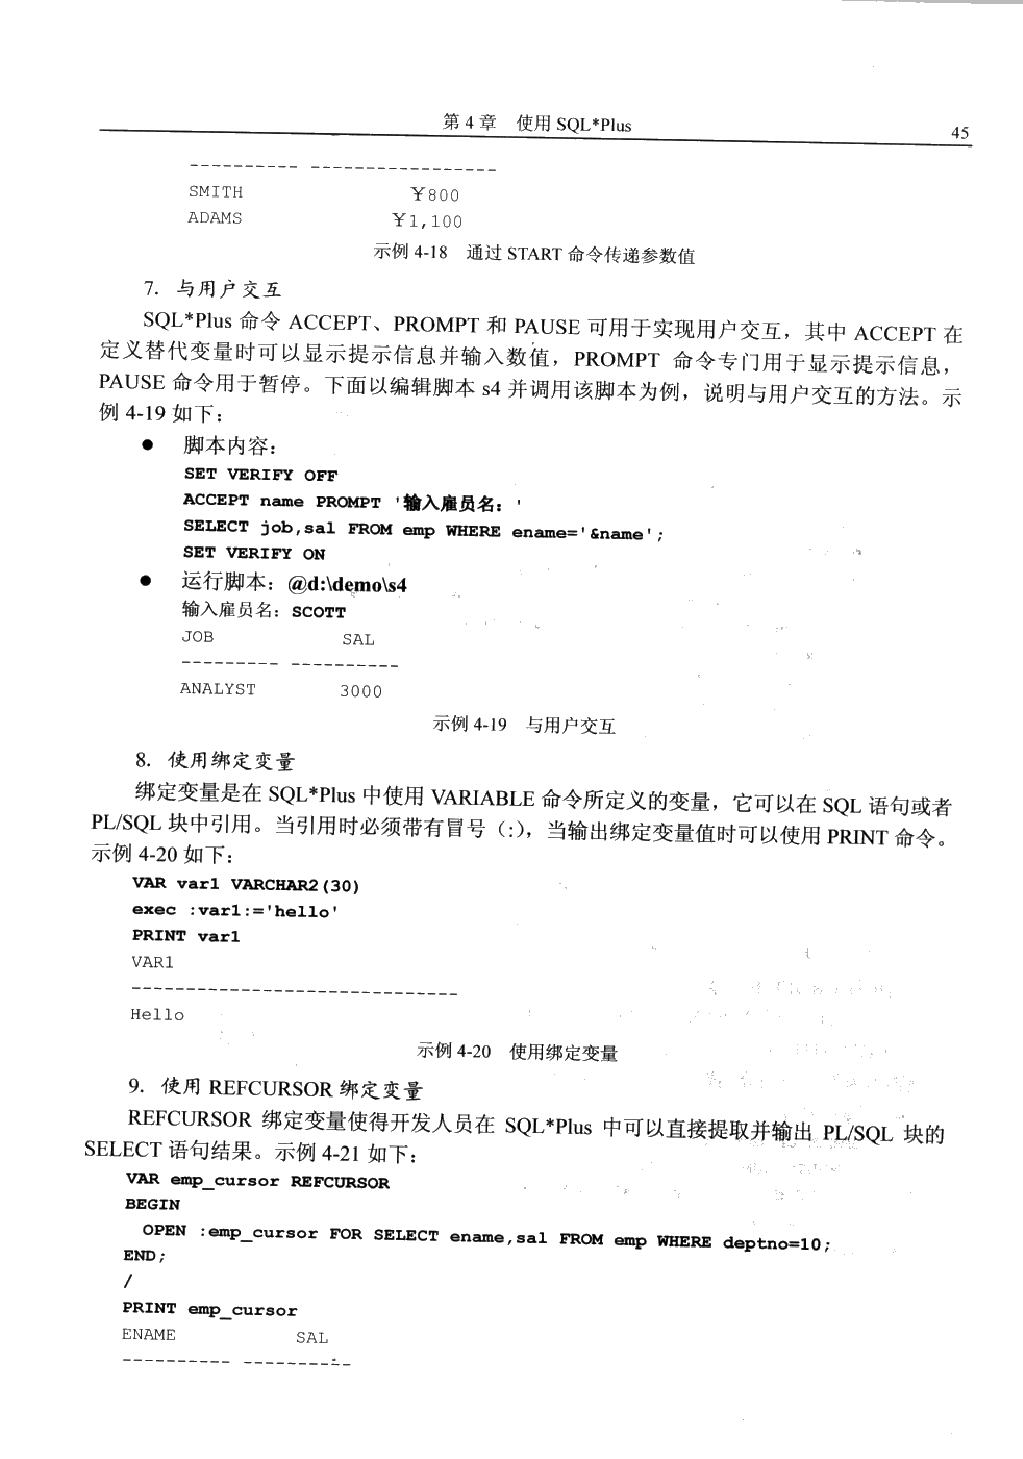 第 4 章 使用 SQL*Plus
45
---------- -----------------
SMITH ￥800
ADAMS ￥1,100
示例 4-18 通过 START 命令传递参数值
7. 与用户交互
SQL*Plus 命令 ACCEPT、PROMPT 和 PAUSE 可用于实现用户交互，其中 ACCEPT 在
定义替代变量时可以显示提示信息并输入数值，PROMPT 命令专门用于显示提示信息，
PAUSE 命令用于暂停。下面以编辑脚本 s4 并调用该脚本为例，说明与用户交互的方法。示
例 4-19 如下：
● 脚本内容：
SET VERIFY OFF
ACCEPT name PROMPT '输入雇员名：'
SELECT job,sal FROM emp WHERE ename='&name';
SET VERIFY ON
● 运行脚本：@d:\demo\s4
输入雇员名：SCOTT
JOB SAL
--------- ----------
ANALYST 3000
示例 4-19 与用户交互
8. 使用绑定变量
绑定变量是在 SQL*Plus 中使用 VARIABLE 命令所定义的变量，它可以在 SQL 语句或者
PL/SQL 块中引用。当引用时必须带有冒号（:），当输出绑定变量值时可以使用 PRINT 命令。
示例 4-20 如下：
VAR var1 VARCHAR2(30)
exec :var1:='hello'
PRINT var1
VAR1
------------------------------
Hello
示例 4-20 使用绑定变量
9. 使用 REFCURSOR 绑定变量
REFCURSOR 绑定变量使得开发人员在 SQL*Plus 中可以直接提取并输出 PL/SQL 块的
SELECT 语句结果。示例 4-21 如下：
VAR emp_cursor REFCURSOR
BEGIN
OPEN :emp_cursor FOR SELECT ename,sal FROM emp WHERE deptno=10;
END;
/
PRINT emp_cursor
ENAME SAL
---------- ----------